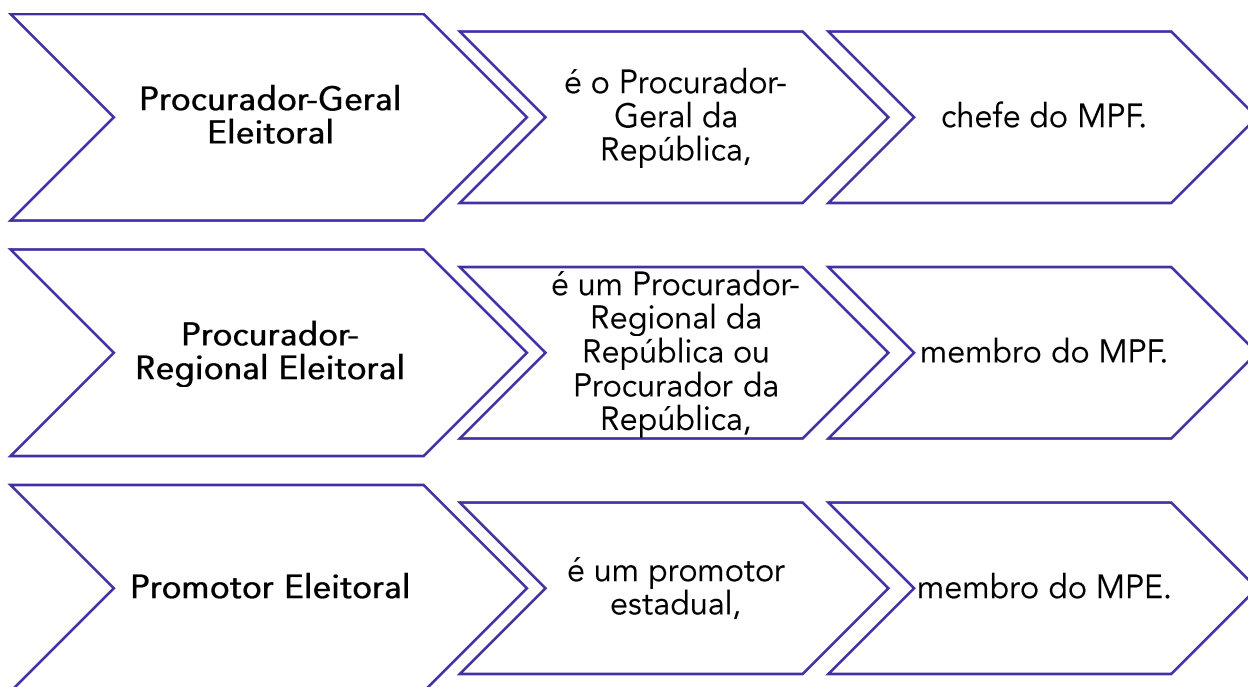 Procurador-Geral
Eleitoral
é o Procurador-
Geral da
República,
chefe do MPF.
Procurador-
Regional Eleitoral
é um Procurador-
Regional da
República ou
Procurador da
República,
membro do MPF.
Promotor Eleitoral
é um promotor
estadual,
membro do MPE.